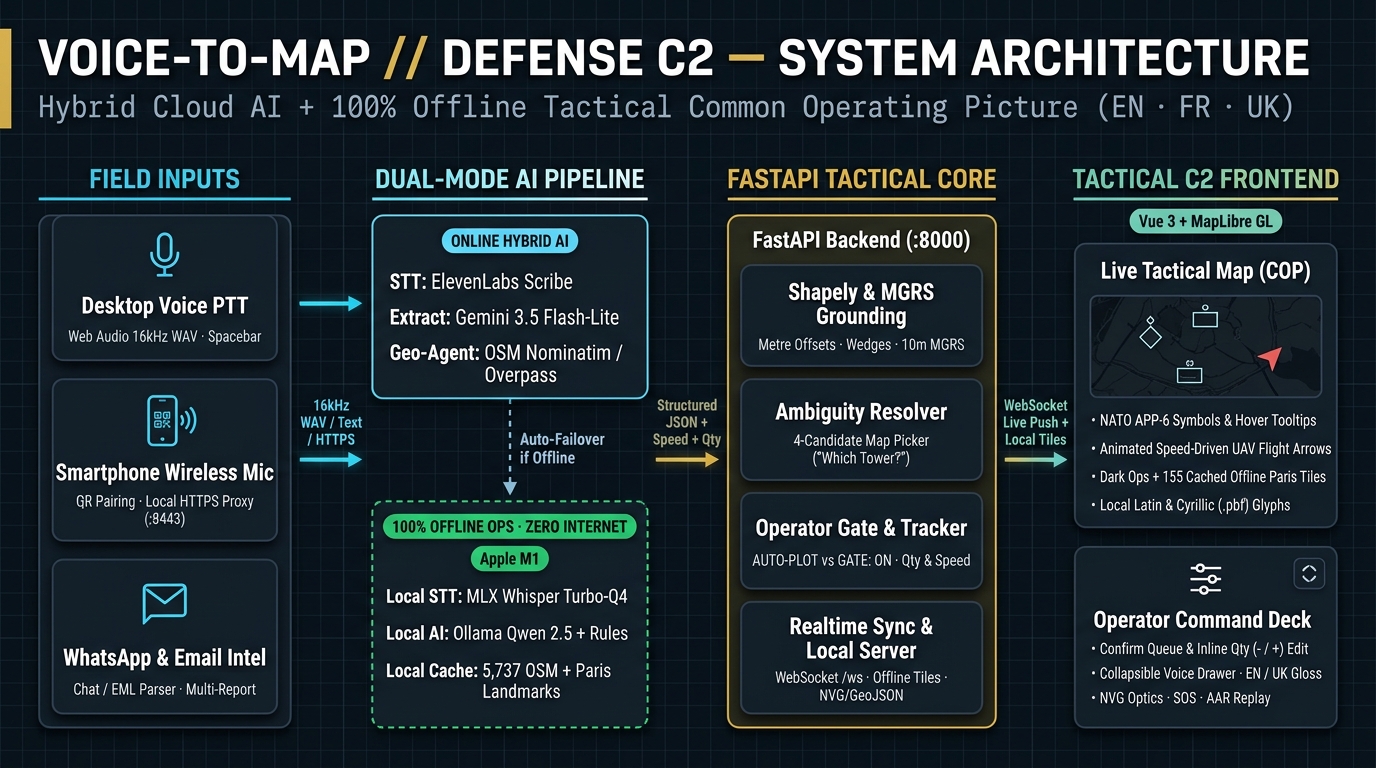 VOICE-TO-MAP // DEFENSE C2 — SYSTEM ARCHITECTURE
Hybrid Cloud AI + 100% Offline Tactical Common Operating Picture (EN · FR · UK)
FIELD INPUTS
Desktop Voice PTT
Web Audio 16kHz WAV · Spacebar
Smartphone Wireless Mic
QR Pairing · Local HTTPS Proxy
(:8443)
WhatsApp & Email Intel
Chat / EML Parser · Multi-Report
16kHz
WAV / Text
/ HTTPS
DUAL-MODE AI PIPELINE
ONLINE HYBRID AI
STT: ElevenLabs Scribe
Extract: Gemini 3.5 Flash-Lite
Geo-Agent: OSM Nominatim /
Overpass
Auto-Failover
if Offline
100% OFFLINE OPS · ZERO INTERNET
Apple M1
Local STT: MLX Whisper Turbo-Q4
Local AI: Ollama Qwen 2.5 + Rules
Local Cache: 5,737 OSM + Paris
Landmarks
Structured
JSON +
Speed + Qty
FASTAPI TACTICAL CORE
FastAPI Backend (:8000)
Shapely & MGRS
Grounding
Metre Offsets · Wedges · 10m MGRS
Ambiguity Resolver
4-Candidate Map Picker
("Which Tower?")
Operator Gate & Tracker
AUTO-PLOT vs GATE: ON · Qty & Speed
Realtime Sync &
Local Server
WebSocket /ws · Offline Tiles ·
NVG/GeoJSON
WebSocket
Live Push +
Local Tiles
TACTICAL C2 FRONTEND
Vue 3 + MapLibre GL
Live Tactical Map (COP)
• NATO APP-6 Symbols & Hover Tooltips
• Animated Speed-Driven UAV Flight Arrows
• Dark Ops + 155 Cached Offline Paris Tiles
• Local Latin & Cyrillic (.pbf) Glyphs
Operator Command Deck
• Confirm Queue & Inline Qty (- / +) Edit
• Collapsible Voice Drawer · EN / UK Gloss
• NVG Optics · SOS · AAR Replay